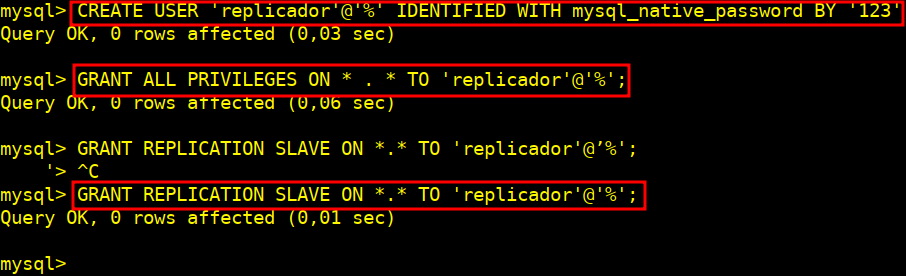 mysql> CREATE USER 'replicador'@'%' IDENTIFIED WITH mysql_native_password BY '123'
Query OK, 0 rows affected (0,03 sec)
mysql> GRANT ALL PRIVILEGES ON * . * TO 'replicador'@'%';
Query OK, 0 rows affected (0,06 sec)
mysql> GRANT REPLICATION SLAVE ON *.* TO 'replicador'@’%';
'> ^C
mysql> GRANT REPLICATION SLAVE ON *.* TO 'replicador'@'%';
Query OK, 0 rows affected (0,01 sec)
mysql>